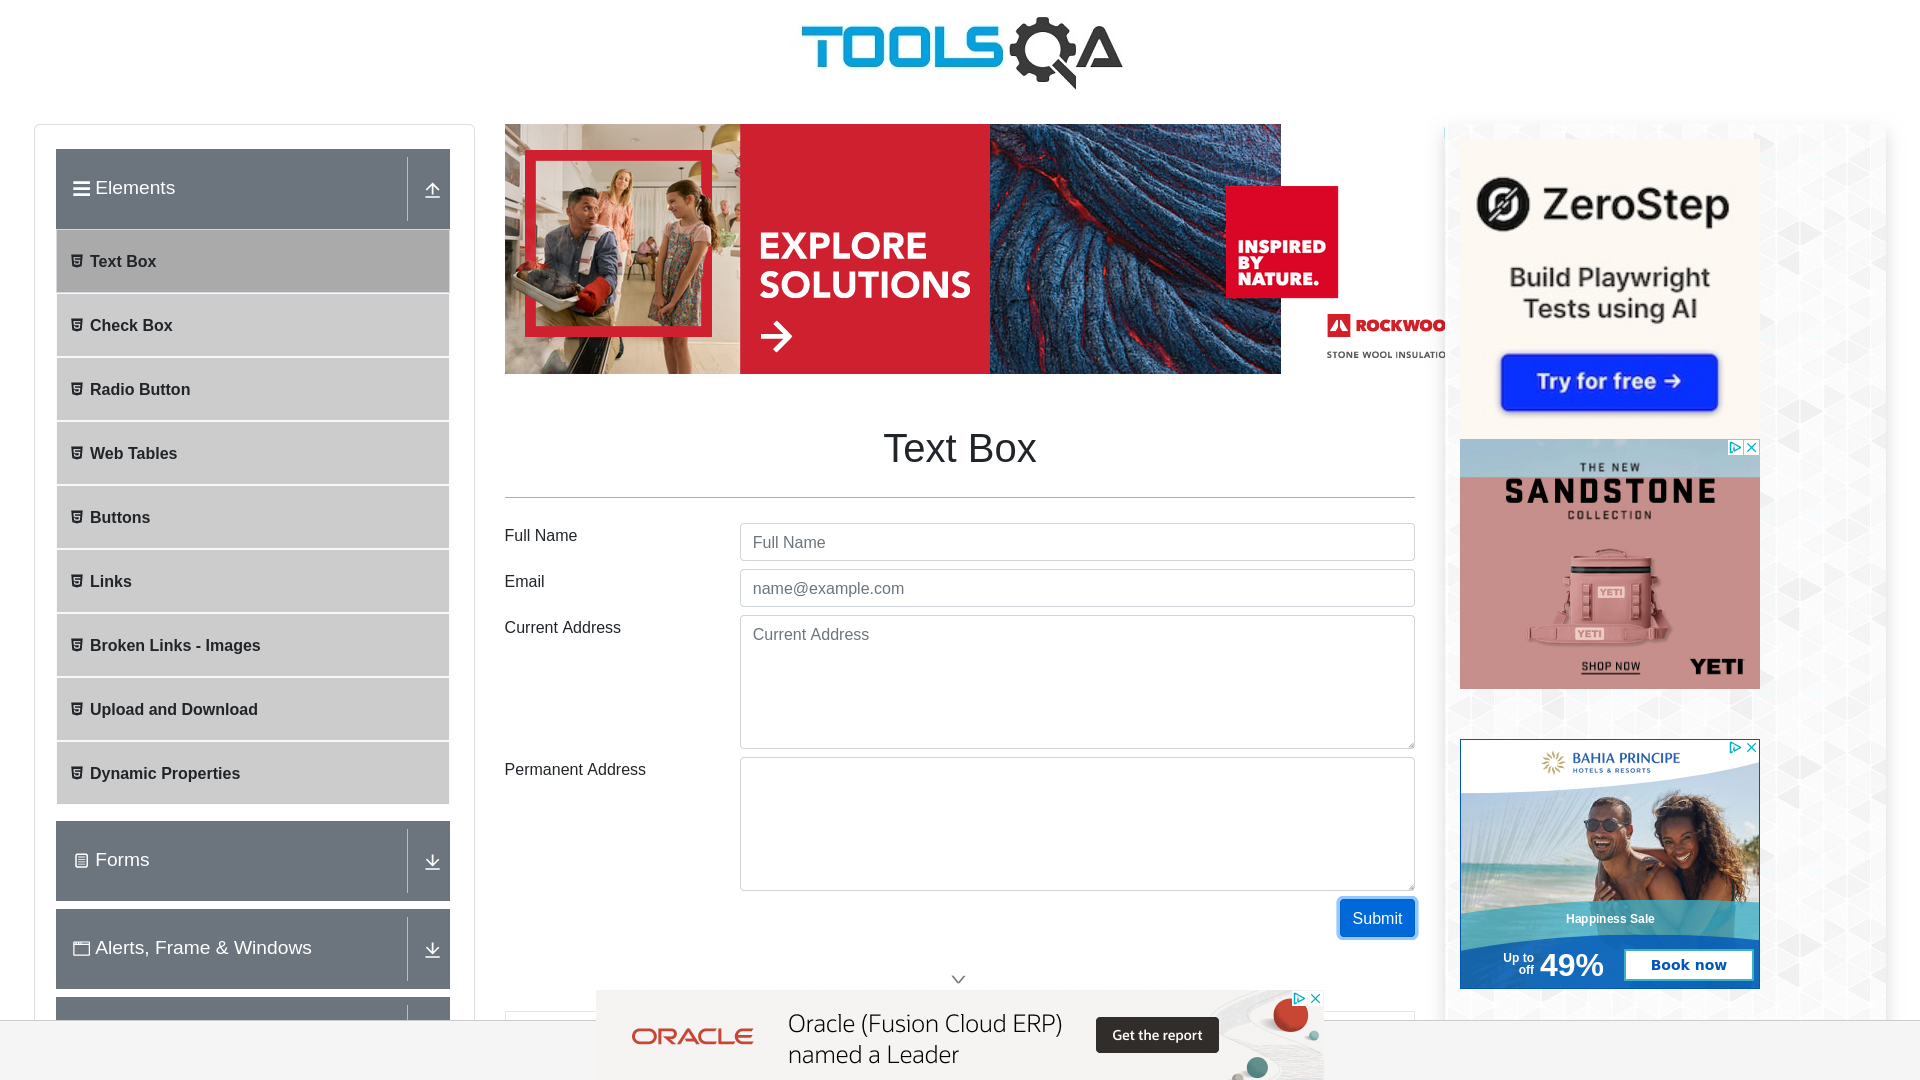 TOOLSQA
Elements
Text Box
Check Box
Radio Button
Web Tables
Buttons
Links
Broken Links - Images
Upload and Download
Dynamic Properties
Forms
Alerts, Frame & Windows
EXPLORE
SOLUTIONS
INSPIRED
BY
NATURE.
ROCKWOO
STONE WOOL INSULATIO
Text Box
Full Name
Full Name
Email
name@example.com
Current Address
Current Address
Permanent Address
Submit
ZeroStep
Build Playwright
Tests using AI
Try for free →
THE NEW
SANDSTONE
COLLECTION
YETI
YETI
SHOP NOW
YETI
BAHIA PRINCIPE
HOTELS & RESORTS
Happiness Sale
Up to
off
49%
Book now
ORACLE
Oracle (Fusion Cloud ERP)
named a Leader
Get the report